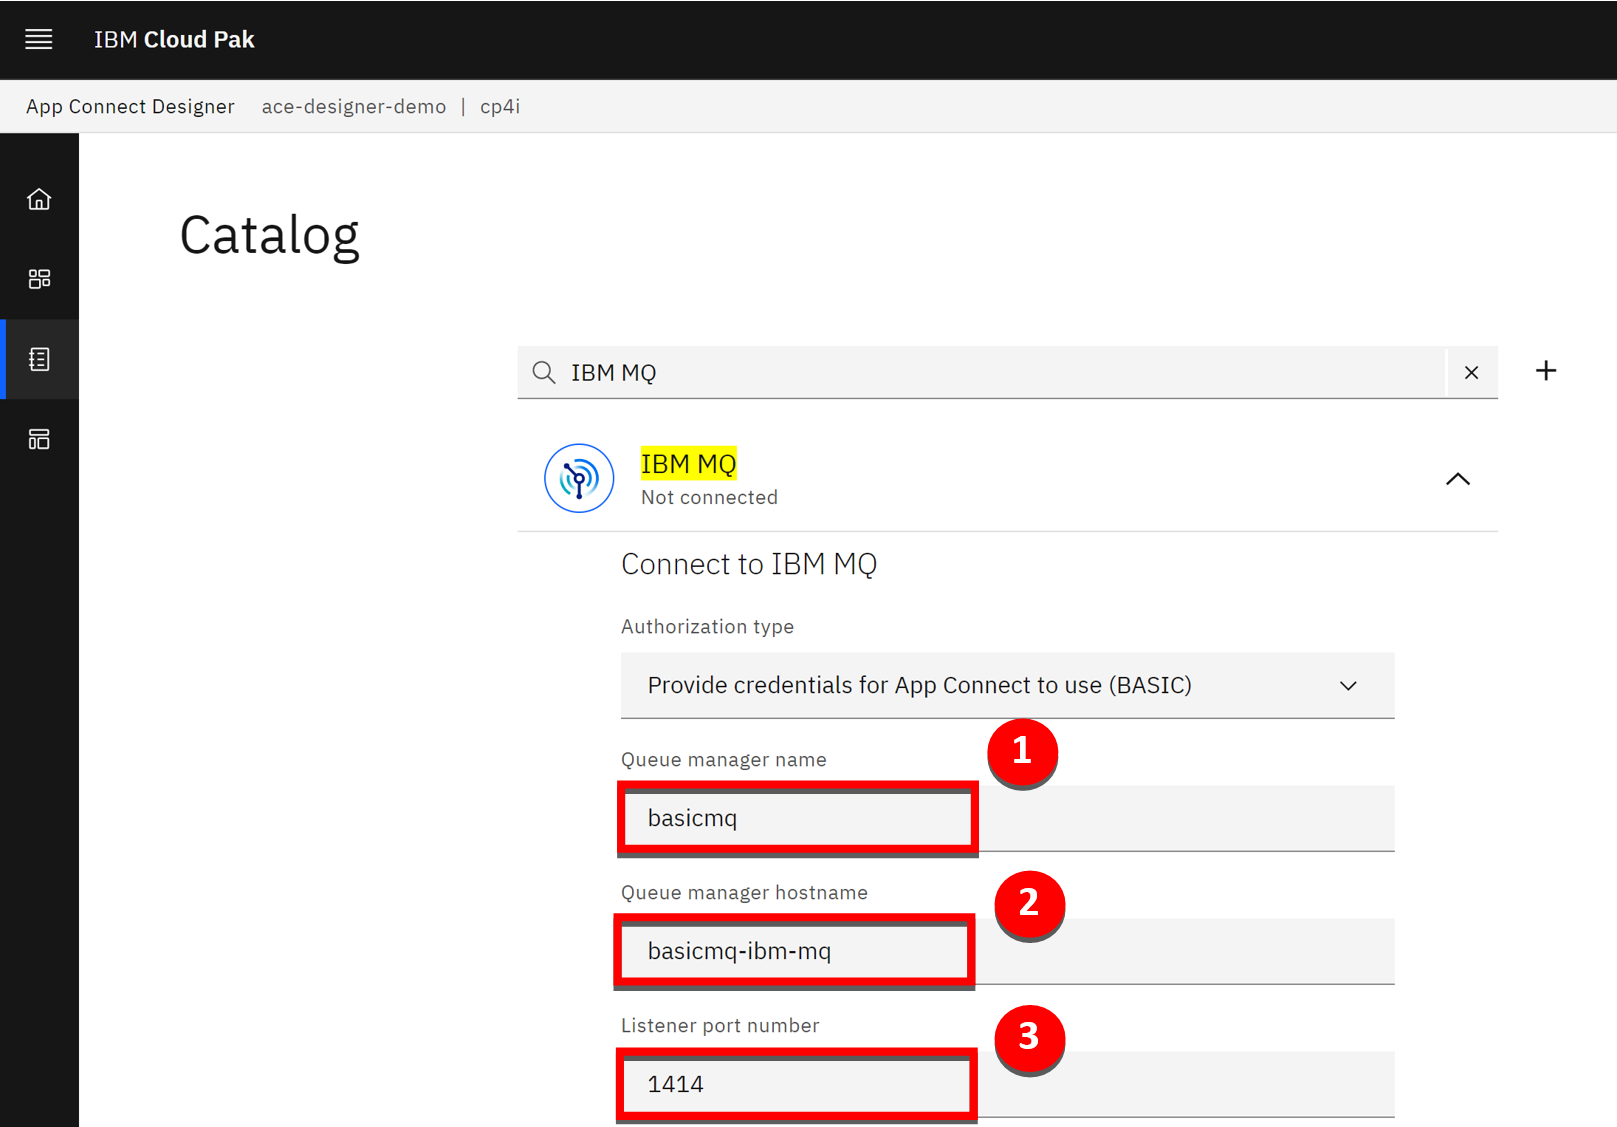 IBM Cloud Pak
App Connect Designer ace-designer-demo | cp4i
Catalog
IBM MQ
IBM MQ
Not connected
Connect to IBM MQ
Authorization type
Provide credentials for App Connect to use (BASIC)
Queue manager name
1
basicmq
Queue manager hostname
2
basicmq-ibm-mq
Listener port number
3
1414